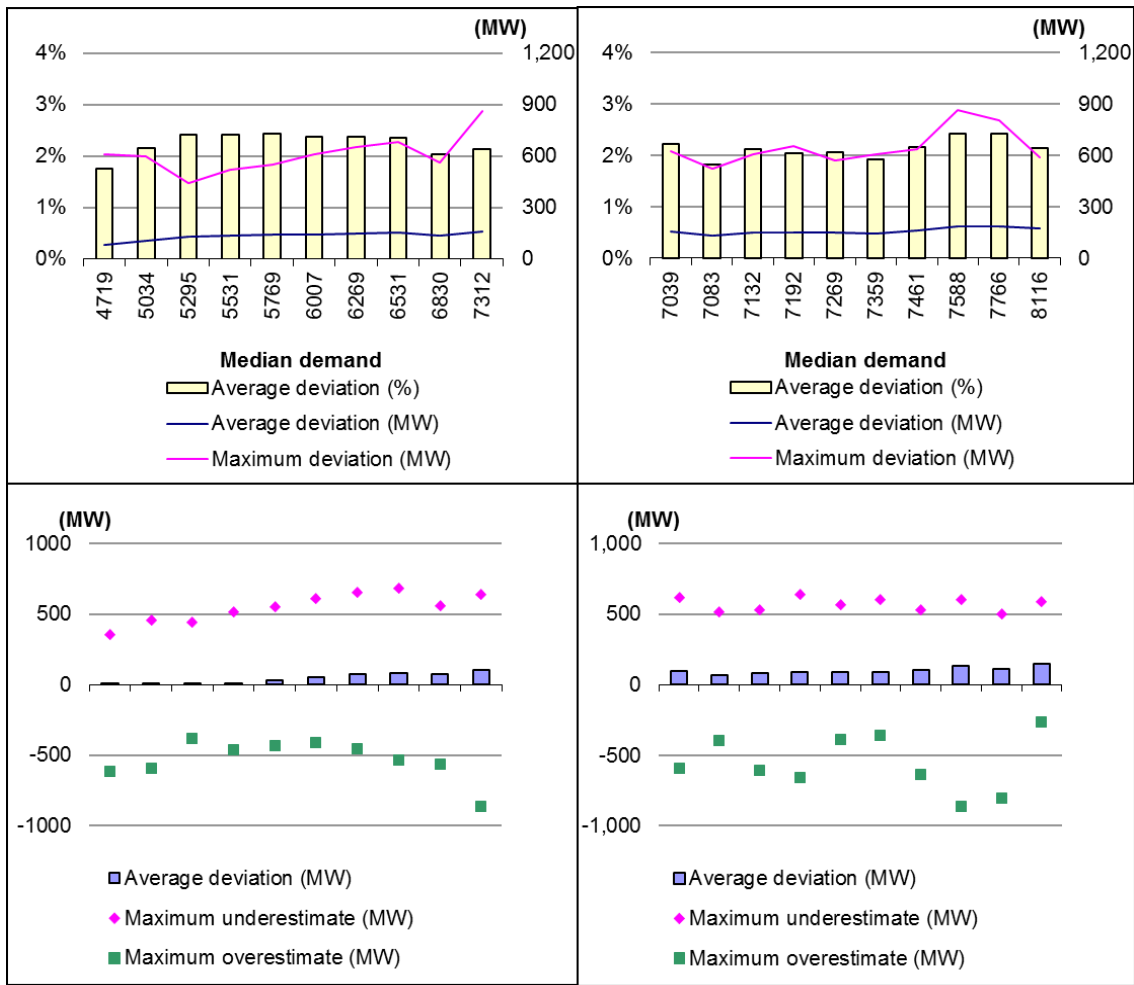 (MW)
4% 1,200
3% 900
2% 600
1% 300
0% 0
4719 5034 5295 5531 5769 6007 6269 6531 6830 7312
Median demand
Average deviation (%)
Average deviation (MW)
Maximum deviation (MW)
(MW)
4% 1,200
3% 900
2% 600
1% 300
0% 0
7039 7083 7132 7192 7269 7359 7461 7588 7766 8116
Median demand
Average deviation (%)
Average deviation (MW)
Maximum deviation (MW)
(MW)
1000
500
0
-500
-1000
Average deviation (MW)
Maximum underestimate (MW)
Maximum overestimate (MW)
(MW)
1,000
500
0
-500
-1,000
Average deviation (MW)
Maximum underestimate (MW)
Maximum overestimate (MW)